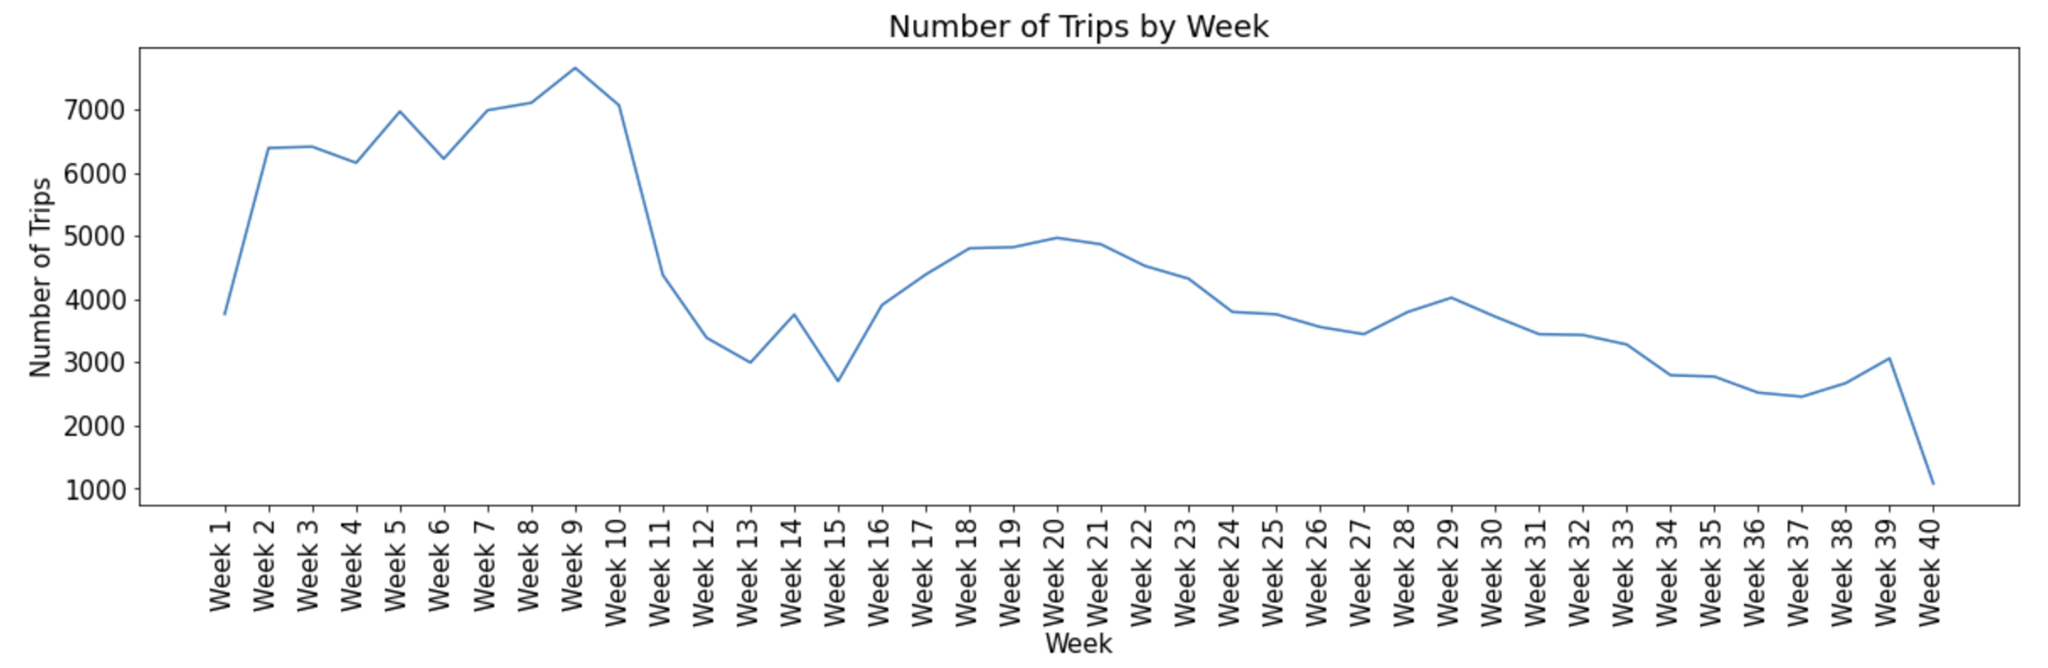 Number of Trips by Week
Number of Trips
7000
6000
5000
4000
3000
2000
1000
Week 1
Week 2
Week 3
Week 4
Week 5
Week 6
Week 7
Week 8
Week 9
Week 10
Week 11
Week 12
Week 13
Week 14
Week 15
Week 16
Week 17
Week 18
Week 19
Week 20
Week 21
Week 22
Week 23
Week 24
Week 25
Week 26
Week 27
Week 28
Week 29
Week 30
Week 31
Week 32
Week 33
Week 34
Week 35
Week 36
Week 37
Week 38
Week 39
Week 40
Week